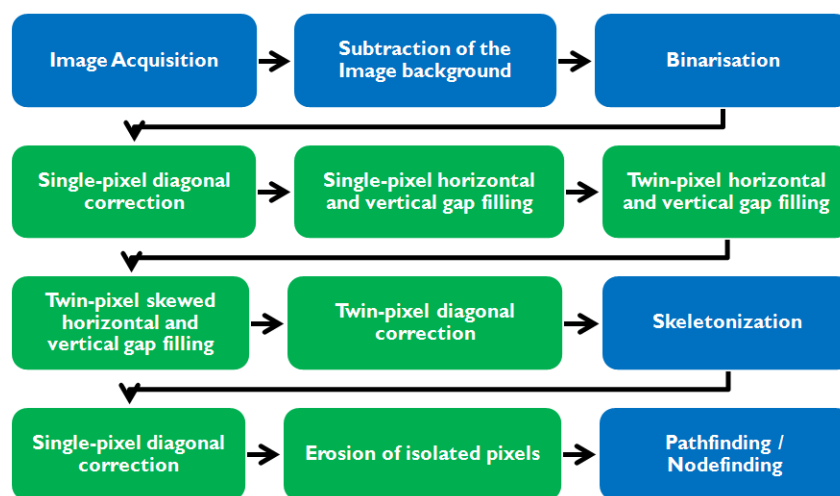 Image Acquisition
Subtraction of the
Image background
Binarisation
Single-pixel diagonal
correction
Single-pixel horizontal
and vertical gap filling
Twin-pixel horizontal
and vertical gap filling
Twin-pixel skewed
horizontal and
vertical gap filling
Twin-pixel diagonal
correction
Skeletonization
Single-pixel diagonal
correction
Erosion of isolated pixels
Pathfinding /
Nodefinding